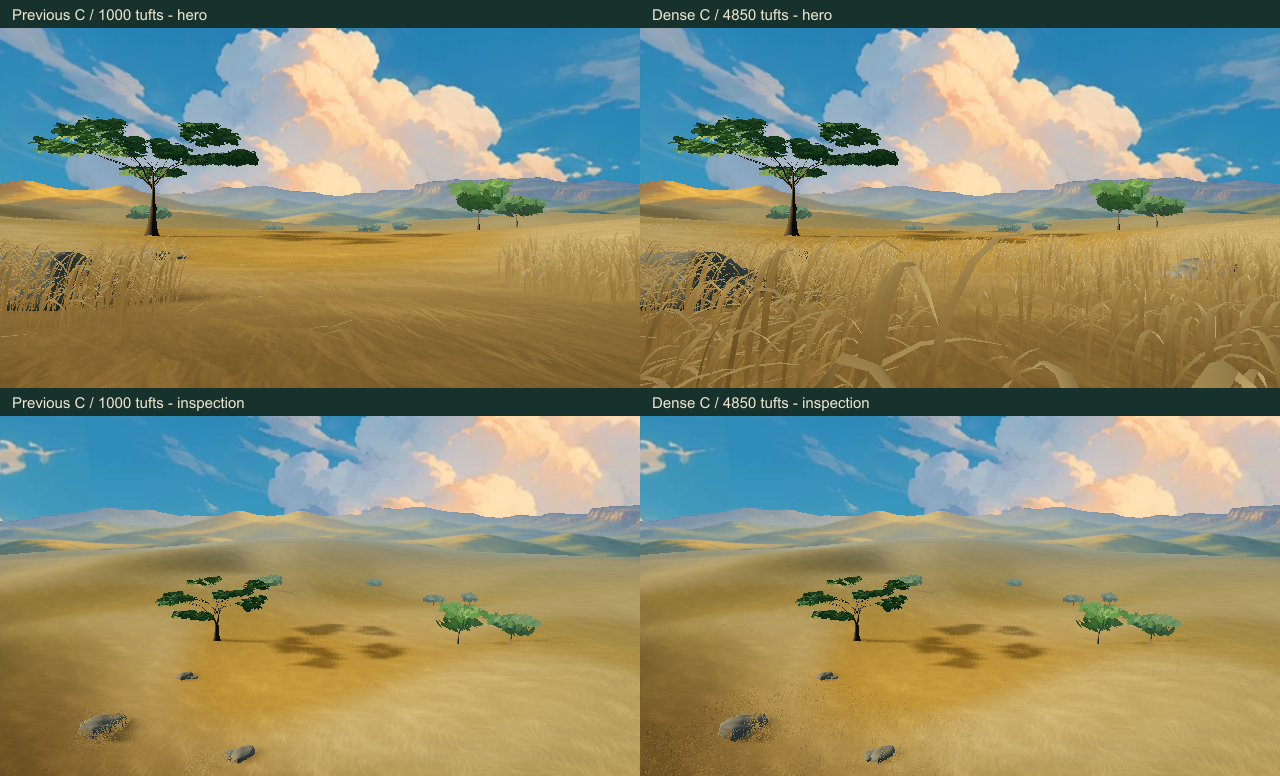 Previous C / 1000 tufts - hero
Dense C / 4850 tufts - hero
Previous C / 1000 tufts - inspection
Dense C / 4850 tufts - inspection